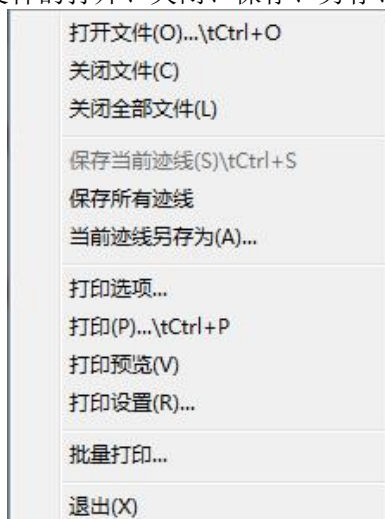 打开文件(O)...\tCtrl+O
关闭文件(C)
关闭全部文件(L)
保存当前迹线(S)\tCtrl+S
保存所有迹线
当前迹线另存为(A)...
打印选项...
打印(P)...\tCtrl+P
打印预览(V)
打印设置(R)...
批量打印...
退出(X)